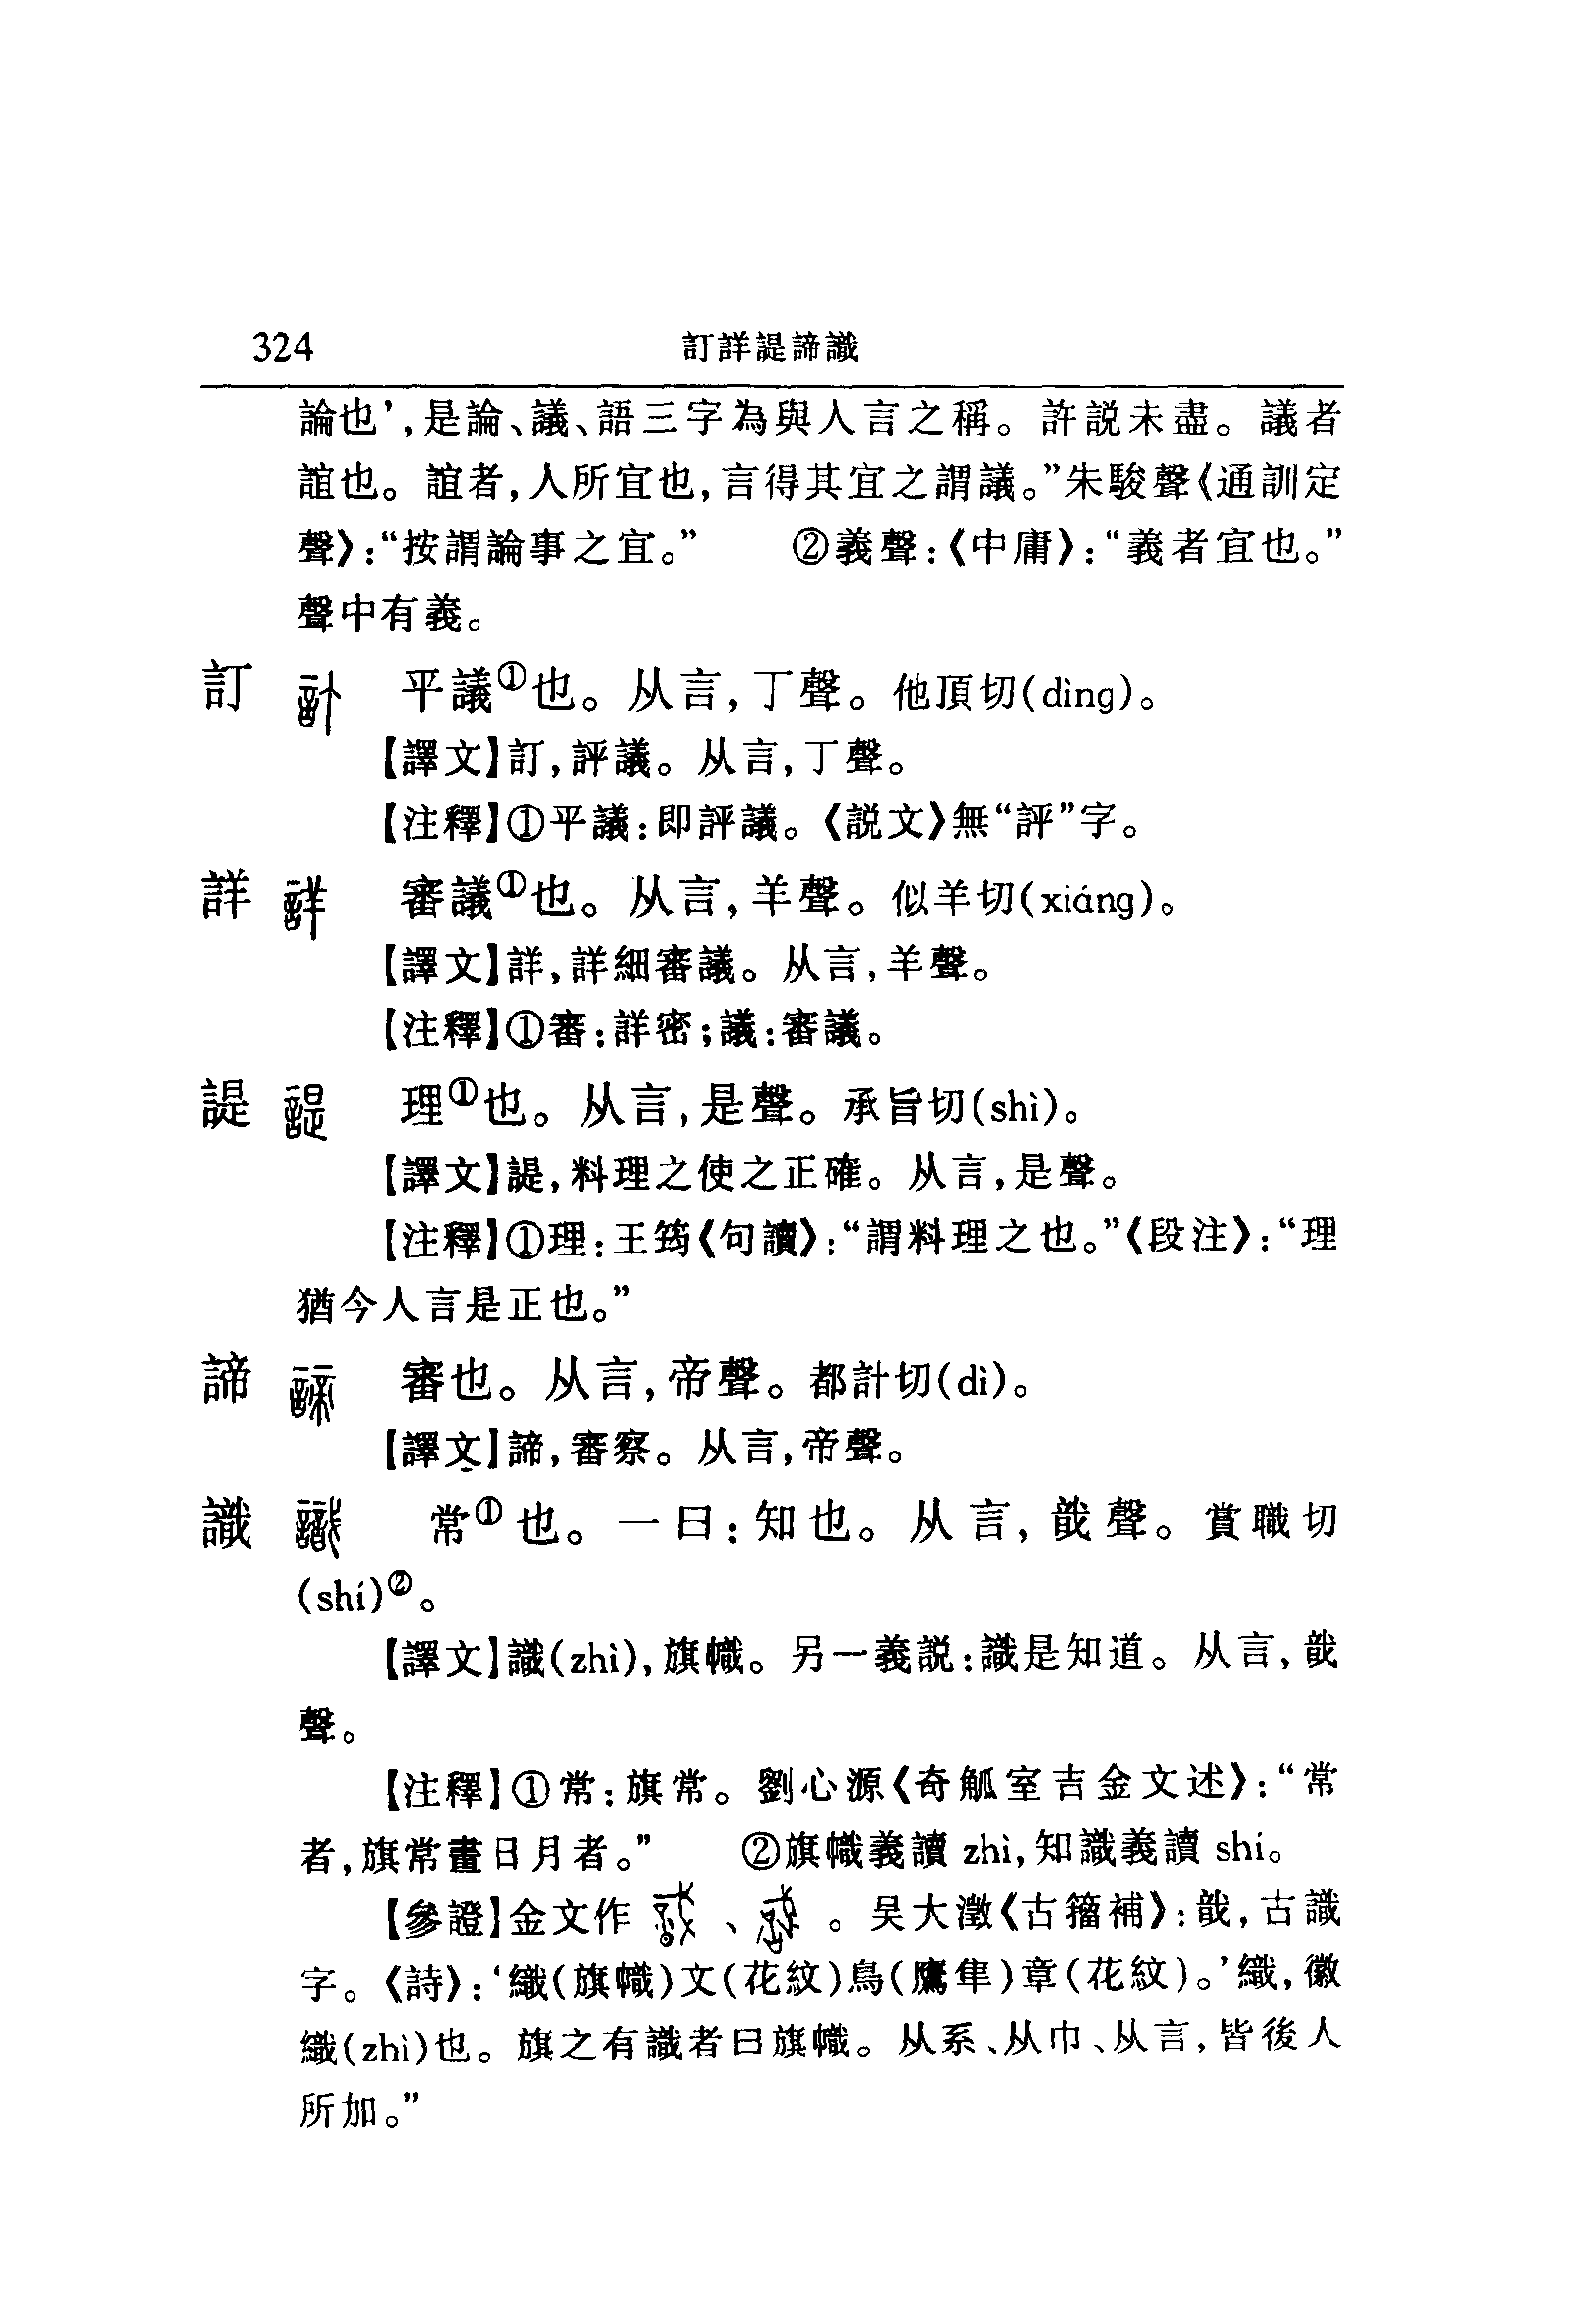 324 訂詳諟諦識
論也’,是論、議、語三字為與人言之稱。許説未盡。議者
誼也。誼者,人所宜也,言得其宜之謂議。”朱駿聲《通訓定
聲》:“按謂論事之宜。” ②義聲:《中庸》:“義者宜也。”
聲中有義。
訂 平議①也。从言,丁聲。他頂切(dìng)。
【譯文】訂,評議。从言,丁聲。
【注釋】①平議:即評議。《説文》無“評”字。
詳 審議①也。从言,羊聲。似羊切(xiáng)。
【譯文】詳,詳細審議。从言,羊聲。
【注釋】①審:詳密;議:審議。
諟 理①也。从言,是聲。承旨切(shì)。
【譯文】諟,料理之使之正確。从言,是聲。
【注釋】①理:王筠《句讀》:“謂料理之也。”《段注》:“理
猶今人言是正也。”
諦 審也。从言,帝聲。都計切(dì)。
【譯文】諦,審察。从言,帝聲。
識 常①也。一曰:知也。从言,戠聲。賞職切
(shí)②。
【譯文】識(zhì),旗幟。另一義説:識是知道。从言,戠
聲。
【注釋】①常:旗常。劉心源《奇觚室吉金文述》:“常
者,旗常畫日月者。” ②旗幟義讀 zhì,知識義讀 shí。
【參證】金文作 、 。吴大澂《古籀補》:戠,古識
字。《詩》:‘織(旗幟)文(花紋)鳥(鷹隼)章(花紋)。’織,徽
織(zhì)也。旗之有識者曰旗幟。从系、从巾、从言,皆後人
所加。”